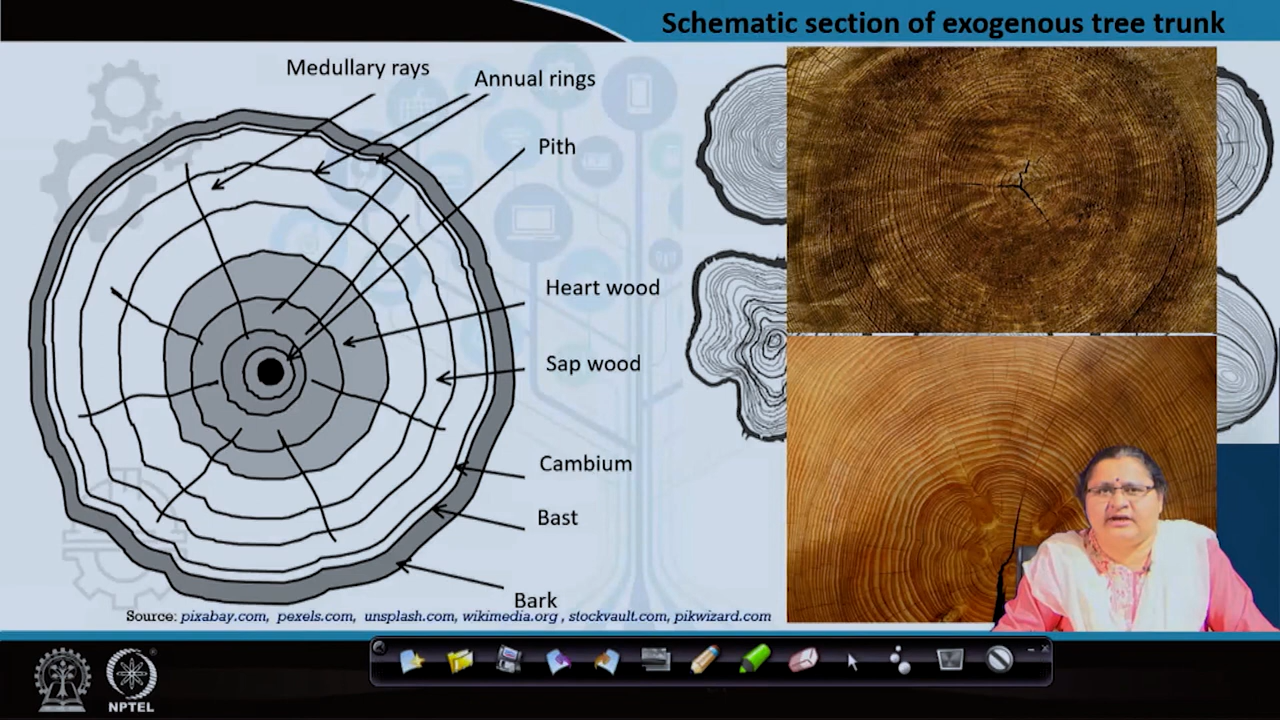 Schematic section of exogenous tree trunk
Medullary rays
Annual rings
Pith
Heart wood
Sap wood
Cambium
Bast
Bark
Source: pixabay.com, pexels.com, unsplash.com, wikimedia.org , stockvault.com, pikwizard.com
NPTEL